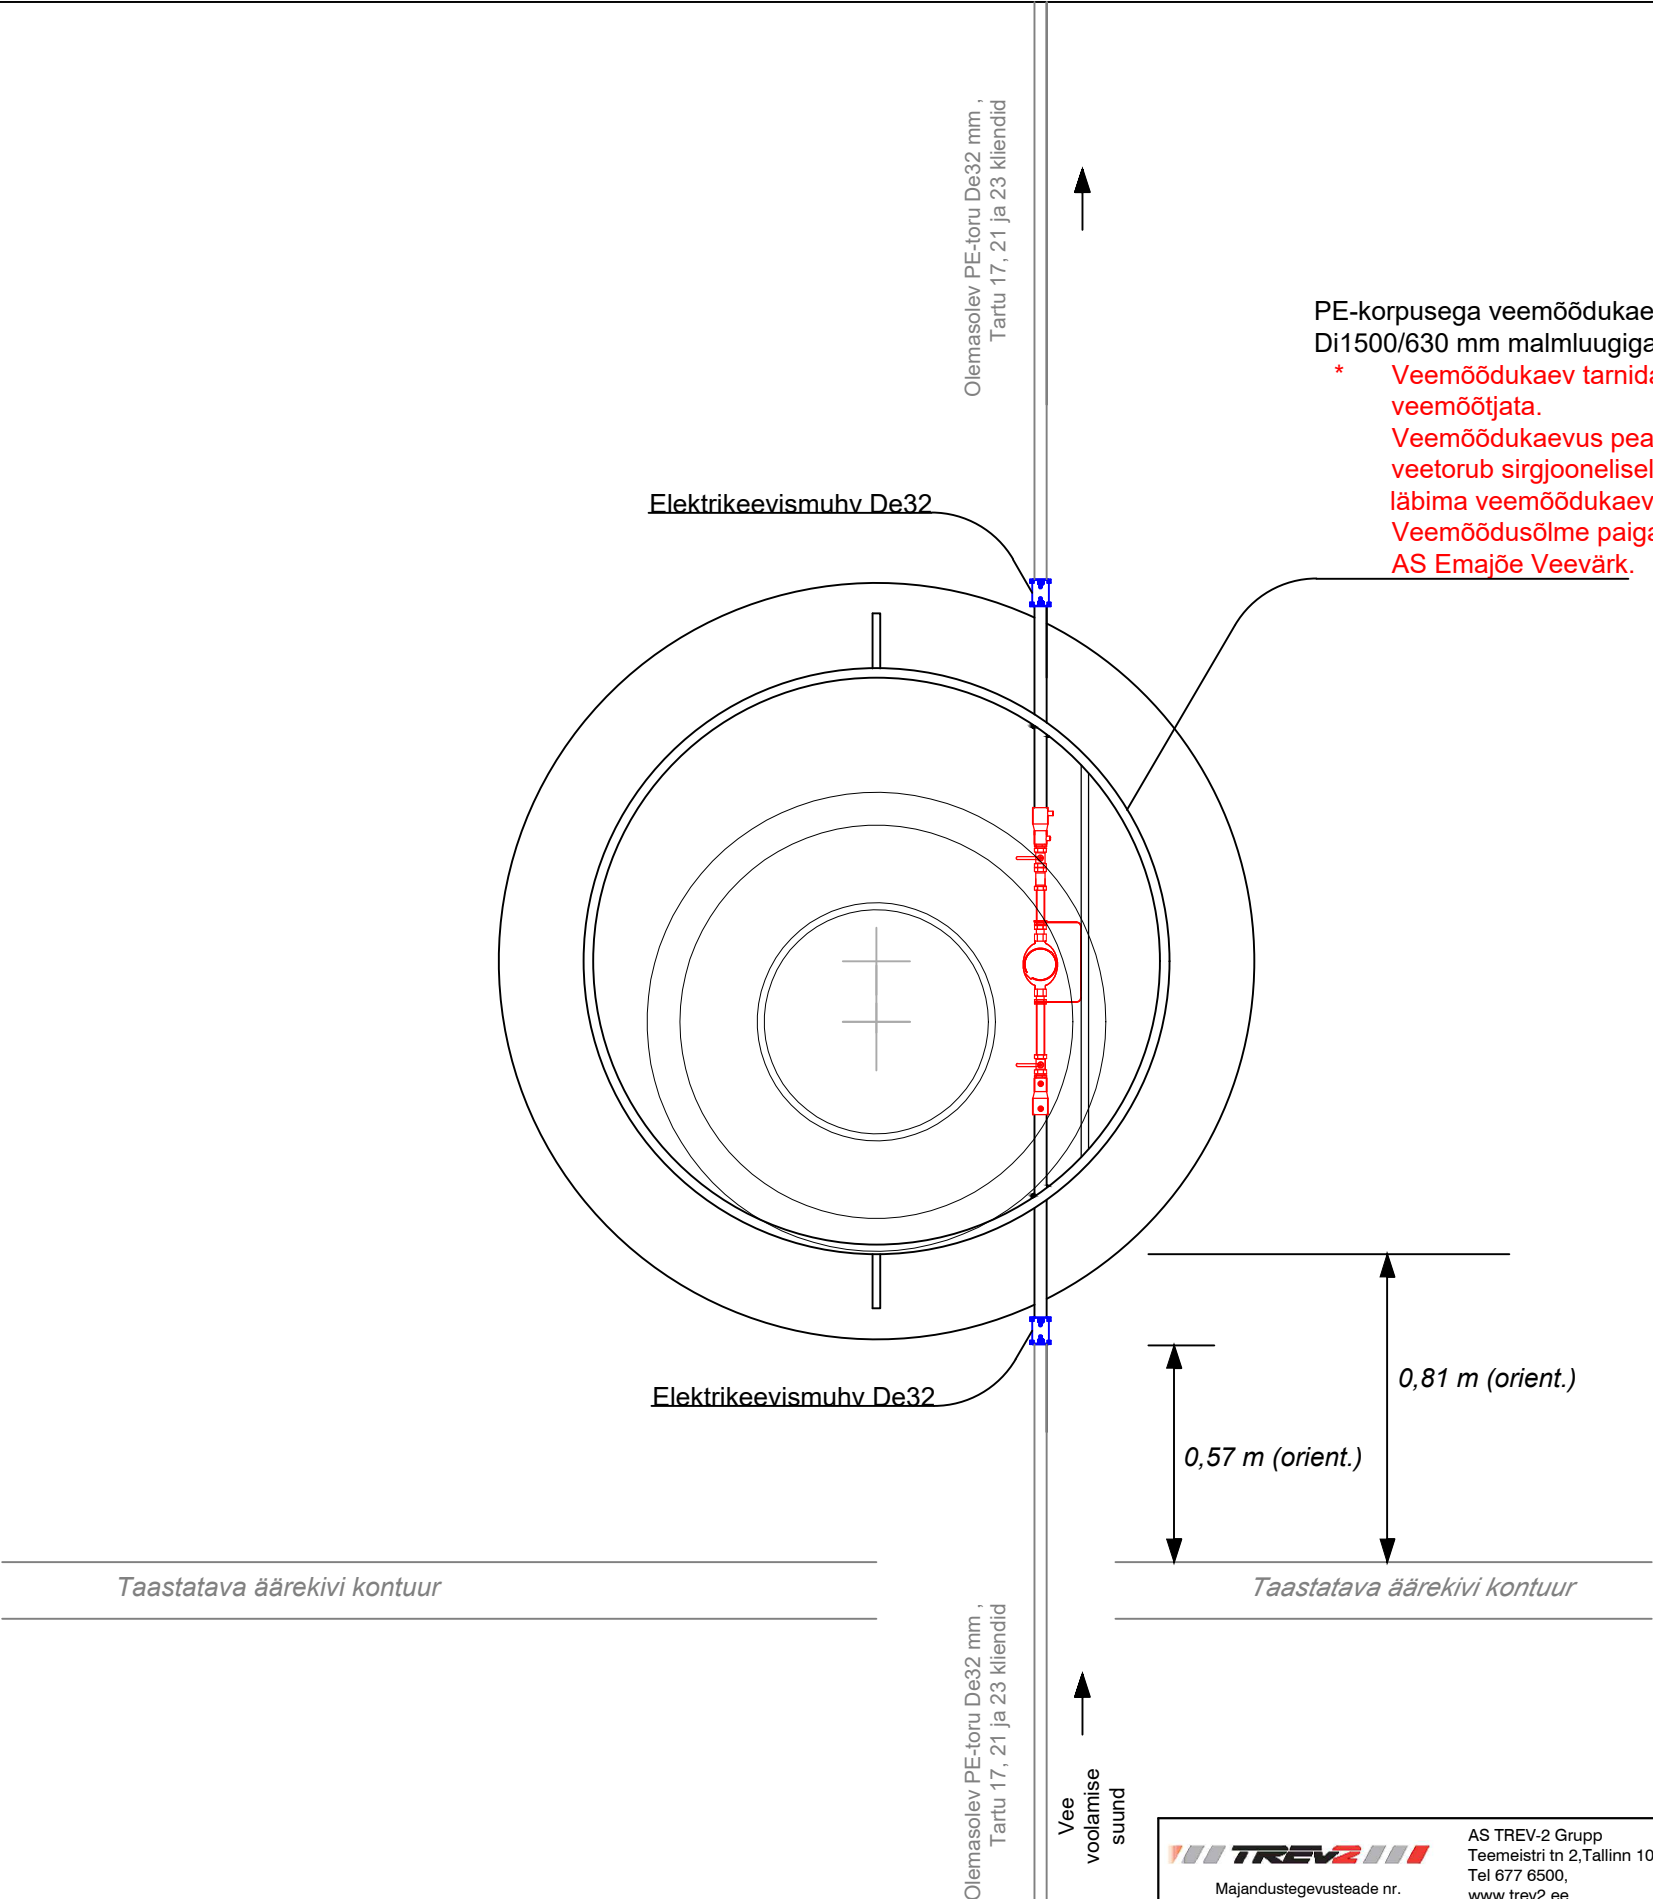 Olemasolev PE-toru De32 mm ,
Tartu 17, 21 ja 23 kliendid
PE-korpusega veemõõdukae
Di1500/630 mm malmluugiga
* Veemõõdukaev tarnida
veemõõtjata.
Veemõõdukaevus pea
veetorub sirgjoonelisel
läbima veemõõdukaev
Veemõõdusõlme paiga
AS Emajõe Veevärk.
Elektrikeevismuhv De32
Elektrikeevismuhv De32
0,81 m (orient.)
0,57 m (orient.)
Taastatava äärekivi kontuur
Taastatava äärekivi kontuur
Olemasolev PE-toru De32 mm ,
Tartu 17, 21 ja 23 kliendid
Vee
voolamise
suund
TREV2
Majandustegevusteade nr.
AS TREV-2 Grupp
Teemeistri tn 2,Tallinn 10
Tel 677 6500,
www.trev2.ee